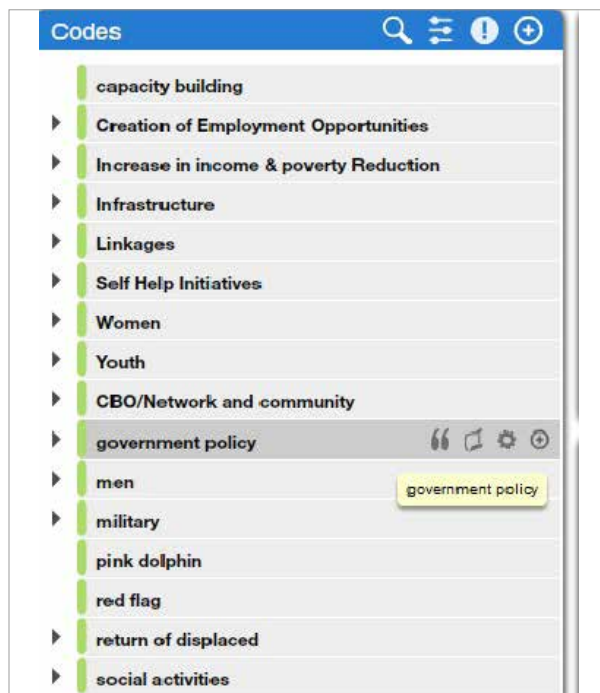 Codes
capacity building
Creation of Employment Opportunities
Increase in income & poverty Reduction
Infrastructure
Linkages
Self Help Initiatives
Women
Youth
CBO/Network and community
government policy
men
government policy
military
pink dolphin
red flag
return of displaced
social activities